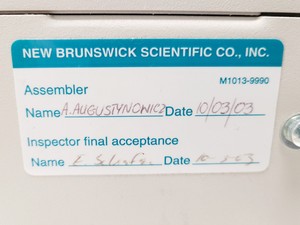 NEW BRUNSWICK SCIENTIFIC CO., INC.
M1013-9990
Assembler
Name A.AUGUSTYNOWICZ Date 10/03/03
Inspector final acceptance
Name Date